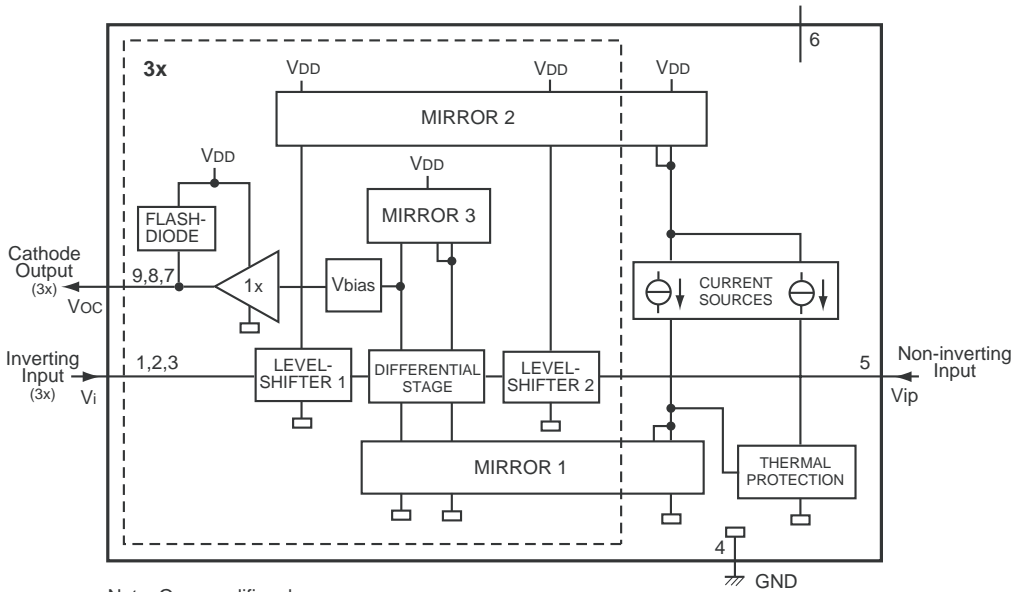 6
3x
VDD
VDD
VDD
MIRROR 2
VDD
VDD
MIRROR 3
FLASH-
DIODE
Cathode
Output
(3x)
VOC
9,8,7
1x
Vbias
CURRENT
SOURCES
Inverting
Input
(3x)
Vi
1,2,3
LEVEL-
SHIFTER 1
DIFFERENTIAL
STAGE
LEVEL-
SHIFTER 2
5
Non-inverting
Input
Vip
MIRROR 1
THERMAL
PROTECTION
4
GND